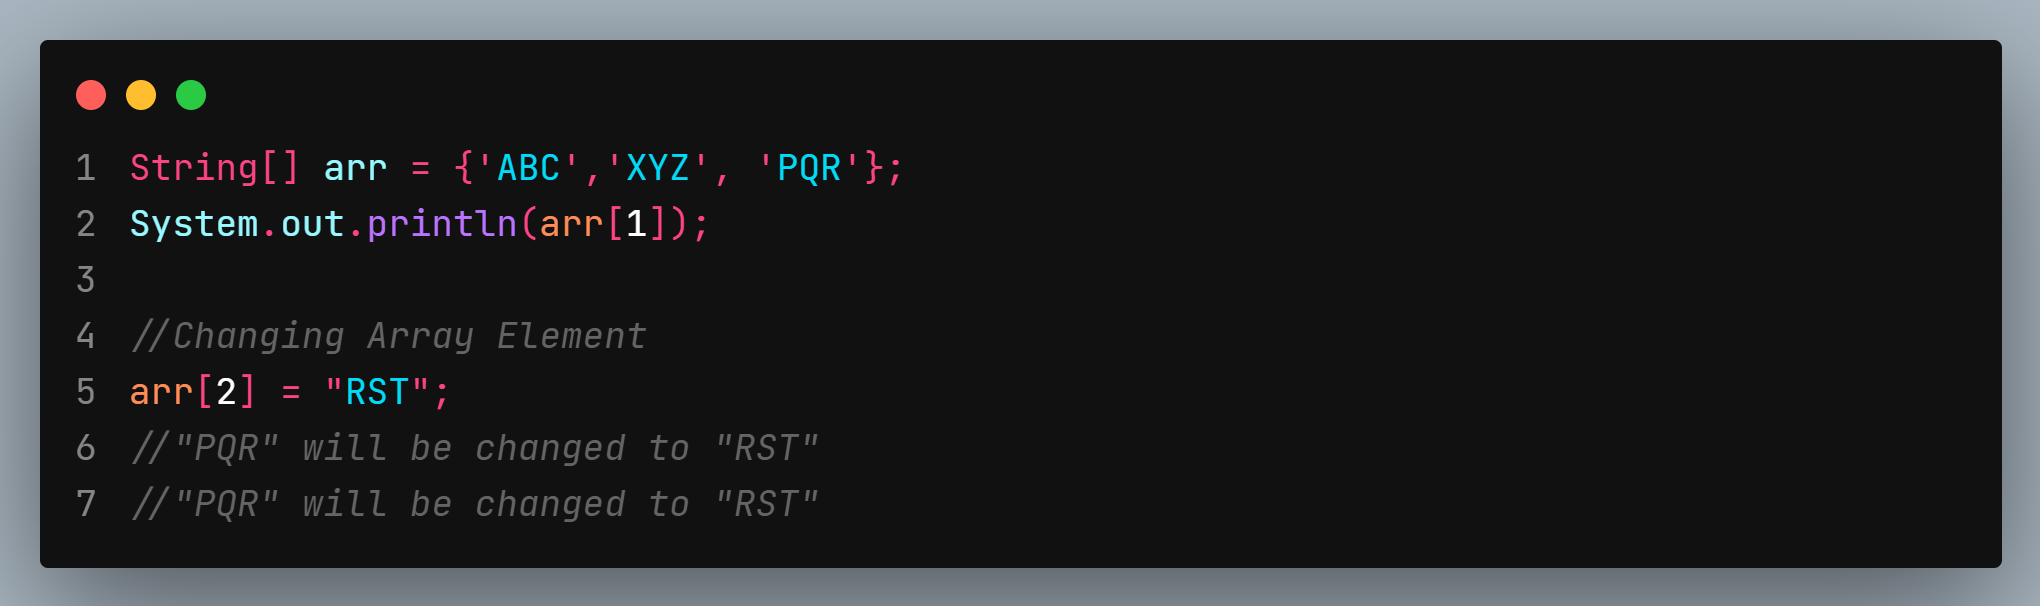 1 String[] arr = {'ABC','XYZ', 'PQR'};
2 System.out.println(arr[1]);
3
4 //Changing Array Element
5 arr[2] = "RST";
6 //"PQR" will be changed to "RST"
7 //"PQR" will be changed to "RST"